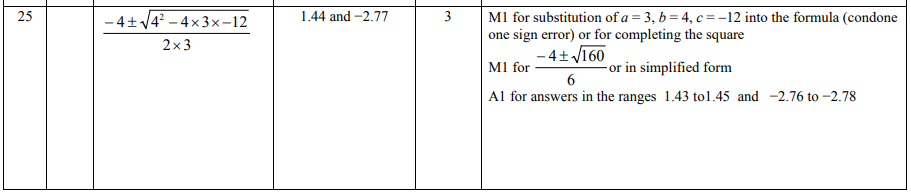 25
−4±√4² − 4×3×−12
2×3
1.44 and −2.77
3
M1 for substitution of a = 3, b = 4, c = −12 into the formula (condone
one sign error) or for completing the square
M1 for −4±√160
6
or in simplified form
A1 for answers in the ranges 1.43 to1.45 and −2.76 to −2.78